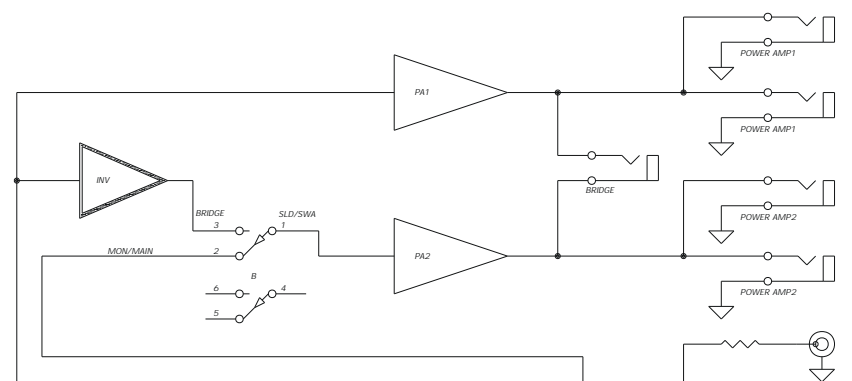 POWER AMP1
PA1
POWER AMP1
INV
BRIDGE
BRIDGE
SLD/SWA
3
1
POWER AMP2
MON/MAIN
2
PA2
B
6
4
POWER AMP2
5